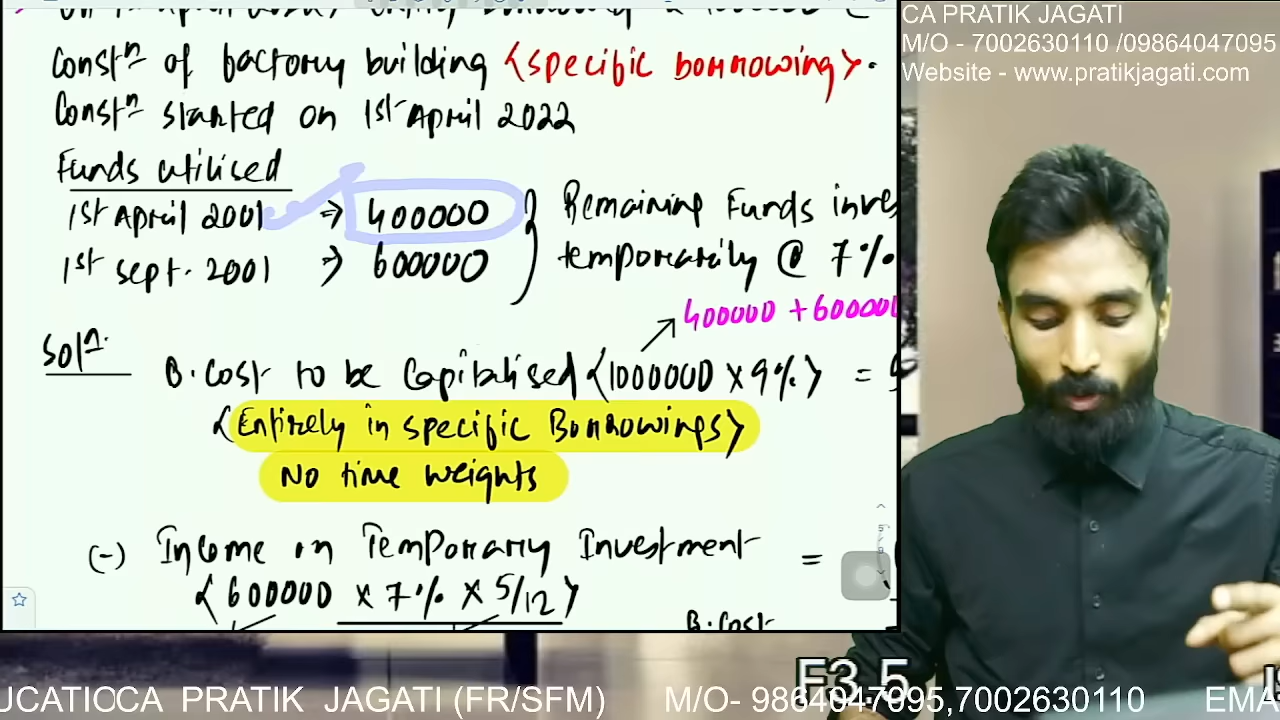 CA PRATIK JAGATI
M/O - 7002630110 /09864047095
Website - www.pratikjagati.com
Constⁿ of factory building <specific borrowing>.
Constⁿ started on 1st April 2022
Funds utilised
1st April 2001 ⇒ 400000
1st sept. 2001 ⇒ 600000
Remaining Funds inves
temporarily @ 7%.
400000 + 600000
Solⁿ.
B. Cost to be Capitalised <1000000 x 9%> =
<Entirely in specific Borrowings>
No time weights
(-) Income on Temporary Investment =
<600000 x 7% x 5/12>
B. Cost
F3.5
UCATIOCA PRATIK JAGATI (FR/SFM) M/O- 9864047095,7002630110 EMA